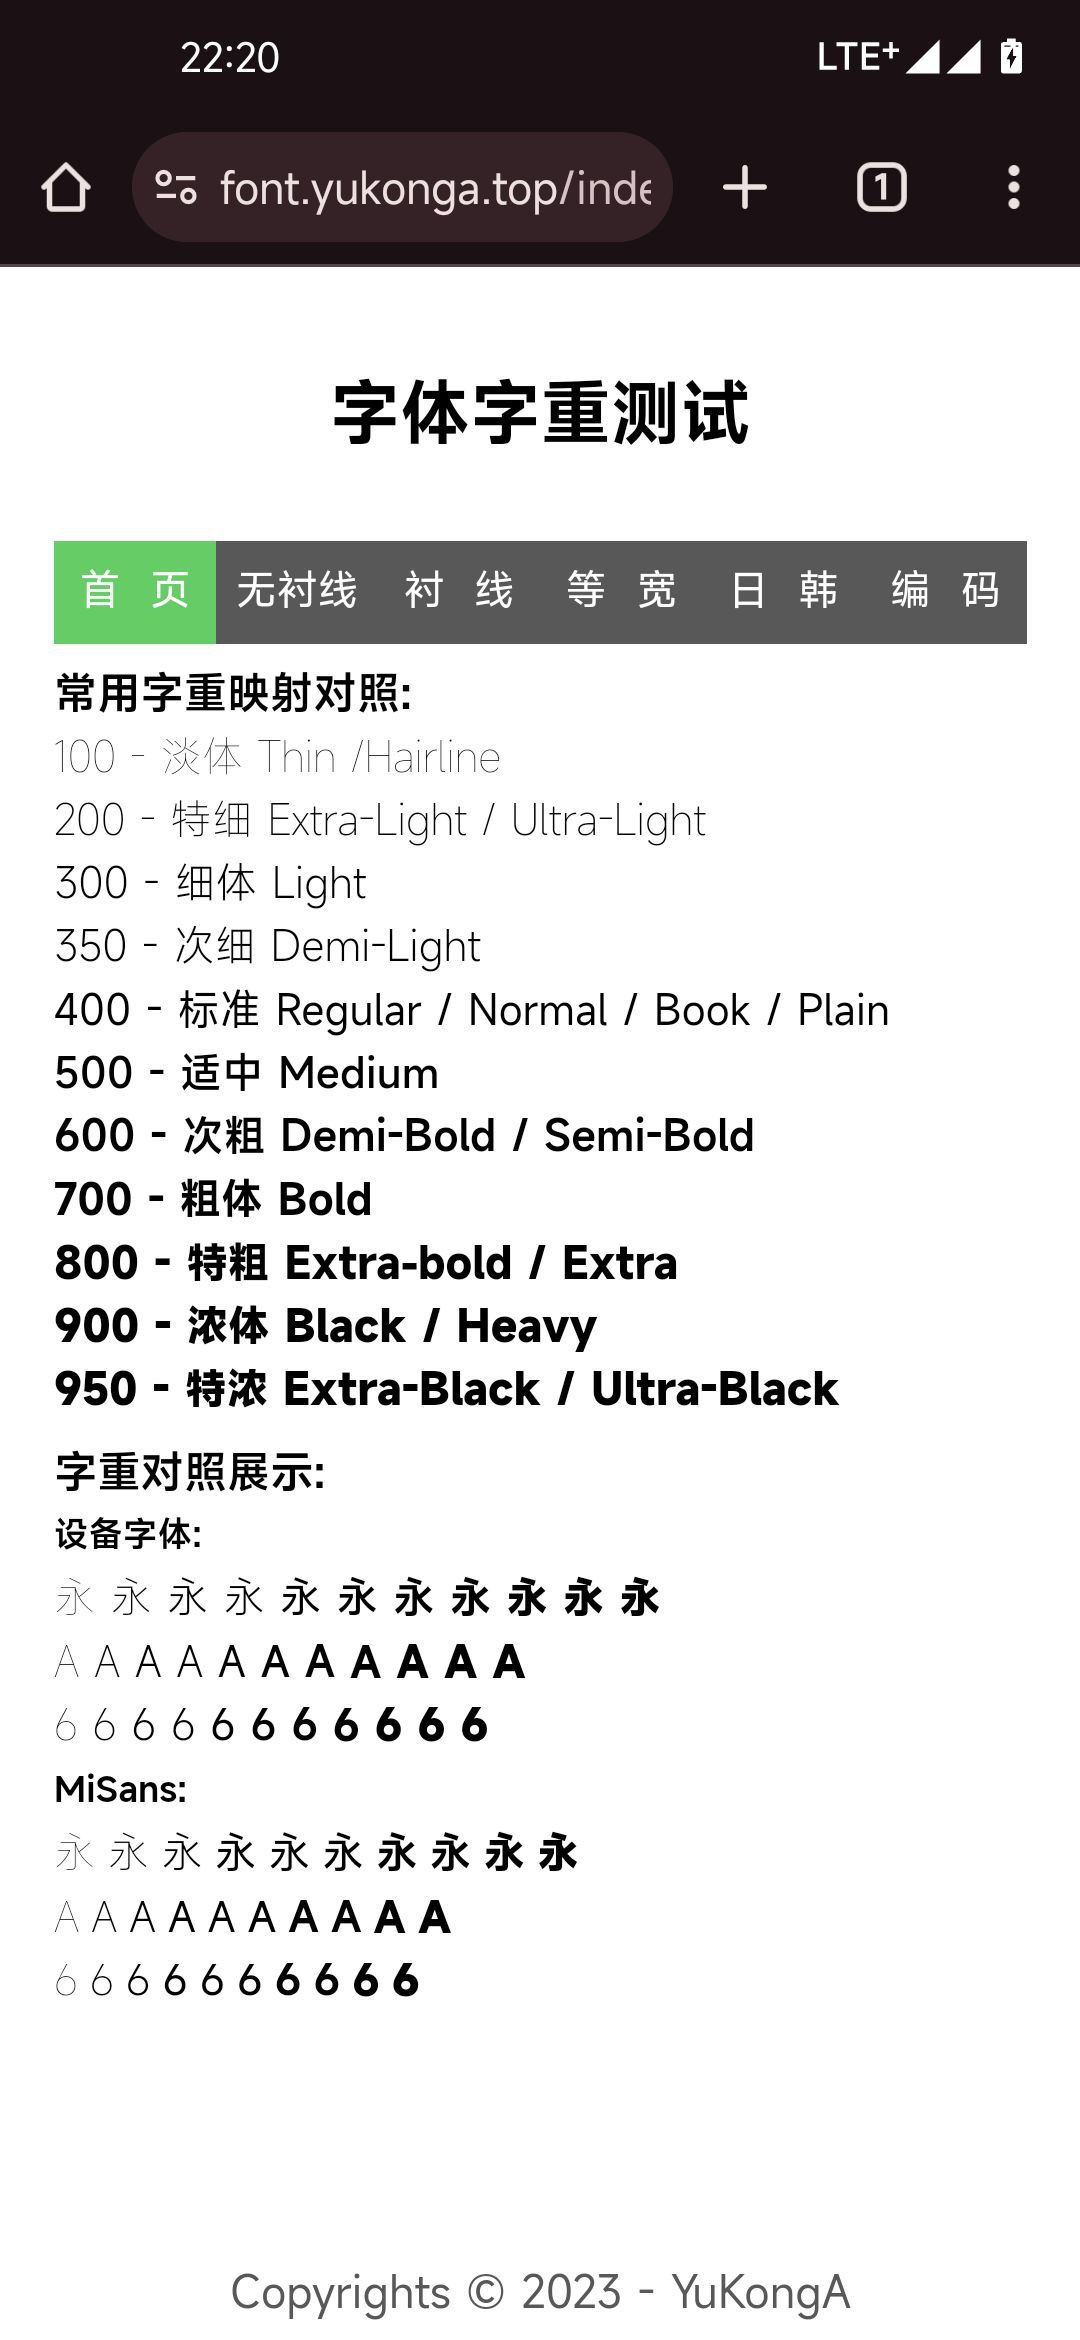 22:20 LTE+
font.yukonga.top/inde 1
字体字重测试
首 页 无衬线 衬 线 等 宽 日 韩 编 码
常用字重映射对照:
100 - 淡体 Thin /Hairline
200 - 特细 Extra-Light / Ultra-Light
300 - 细体 Light
350 - 次细 Demi-Light
400 - 标准 Regular / Normal / Book / Plain
500 - 适中 Medium
600 - 次粗 Demi-Bold / Semi-Bold
700 - 粗体 Bold
800 - 特粗 Extra-bold / Extra
900 - 浓体 Black / Heavy
950 - 特浓 Extra-Black / Ultra-Black
字重对照展示:
设备字体:
永 永 永 永 永 永 永 永 永 永 永
A A A A A A A A A A A
6 6 6 6 6 6 6 6 6 6 6
MiSans:
永 永 永 永 永 永 永 永 永 永
A A A A A A A A A A
6 6 6 6 6 6 6 6 6 6
Copyrights © 2023 - YuKongA